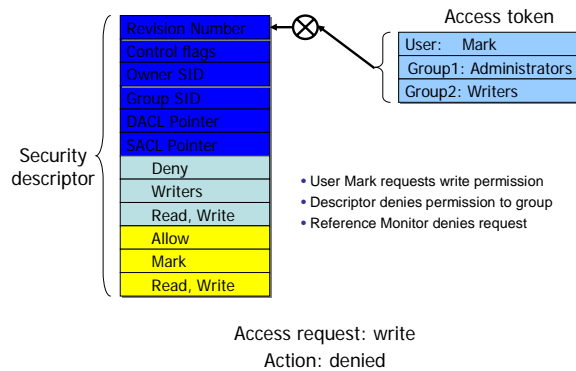 Access token
Revision Number
Control flags
Owner SID
Group SID
DACL Pointer
SACL Pointer
Deny
Writers
Read, Write
Allow
Mark
Read, Write
User: Mark
Group1: Administrators
Group2: Writers
Security
descriptor
• User Mark requests write permission
• Descriptor denies permission to group
• Reference Monitor denies request
Access request: write
Action: denied